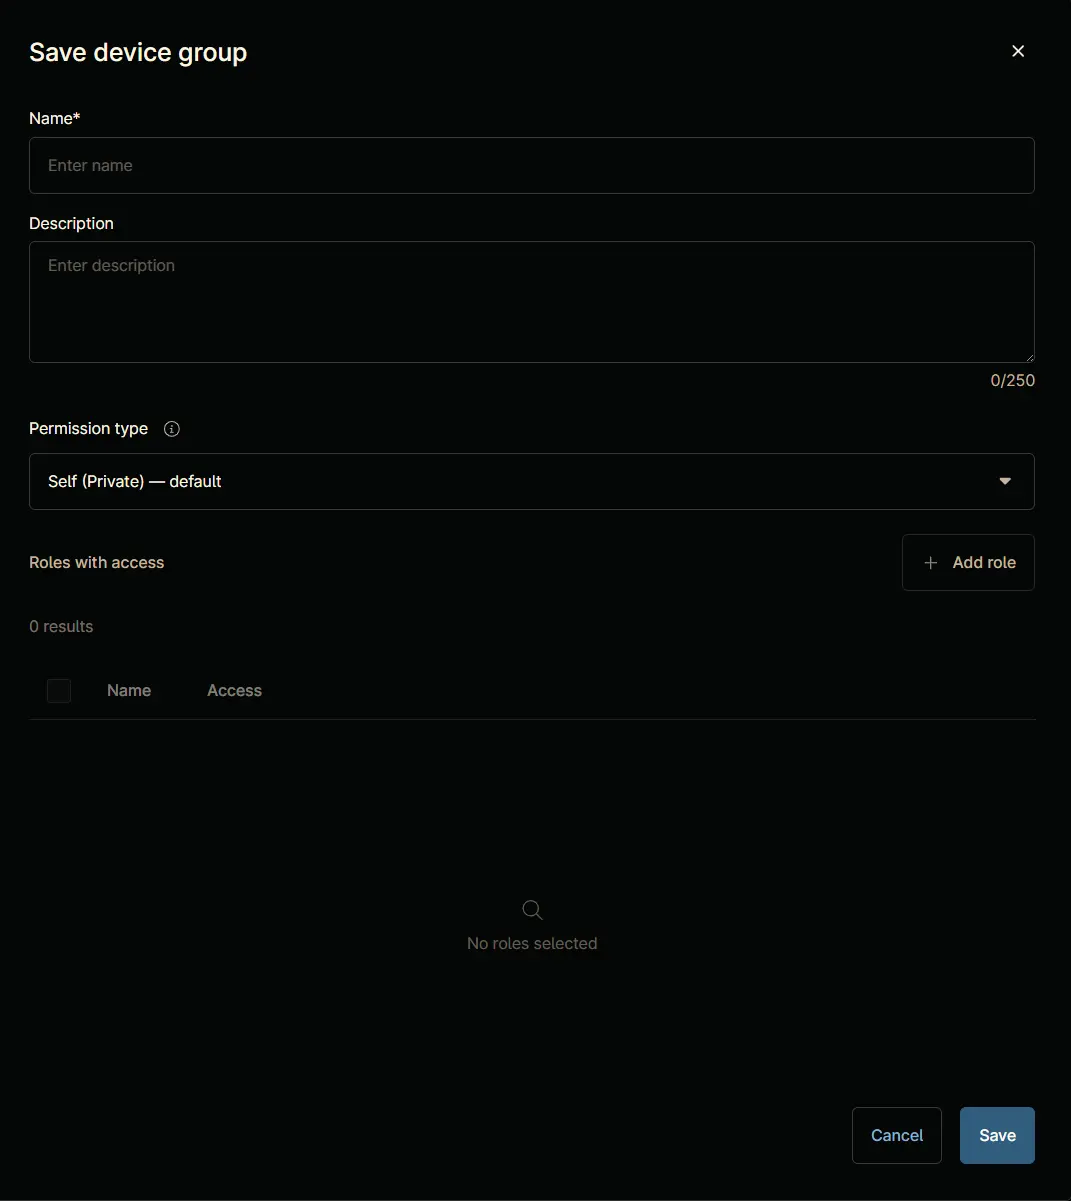 Save device group
Name*
Enter name
Description
Enter description
0/250
Permission type
Self (Private) — default
Roles with access
Add role
0 results
Name Access
No roles selected
Cancel Save